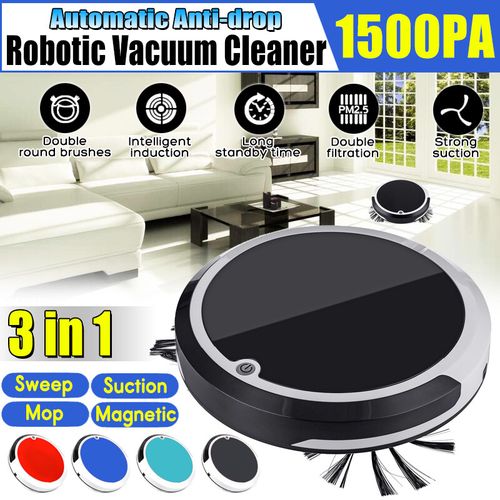 Automatic Anti-drop
Robotic Vacuum Cleaner
1500PA
Double
round brushes
Intelligent
induction
Long
standby time
PM2.5
Double
filtration
Strong
suction
3 in 1
Sweep
Suction
Mop
Magnetic